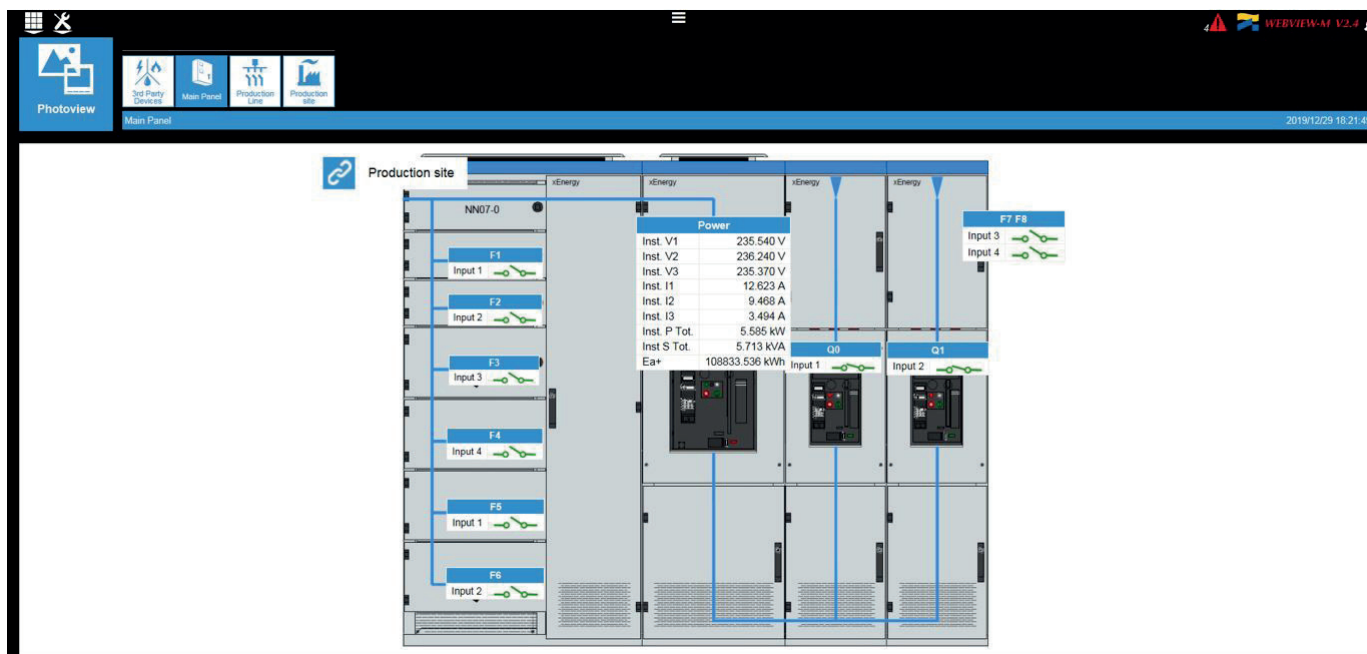 4
WEBVIEW-M V2.4
Photoview
3rd Party
Devices
Main Panel
Production
Line
Production
site
Main Panel
2019/12/29 18:21:45
Production site
xEnergy
xEnergy
xEnergy
xEnergy
NN07-0
F1
Input 1
F2
Input 2
F3
Input 3
F4
Input 4
F5
Input 1
F6
Input 2
Power
Inst. V1 235.540 V
Inst. V2 236.240 V
Inst. V3 235.370 V
Inst. I1 12.623 A
Inst. I2 9.468 A
Inst. I3 3.494 A
Inst. P Tot. 5.585 kW
Inst S Tot. 5.713 kVA
Ea+ 108833.536 kWh
Q0
Input 1
Q1
Input 2
F7 F8
Input 3
Input 4